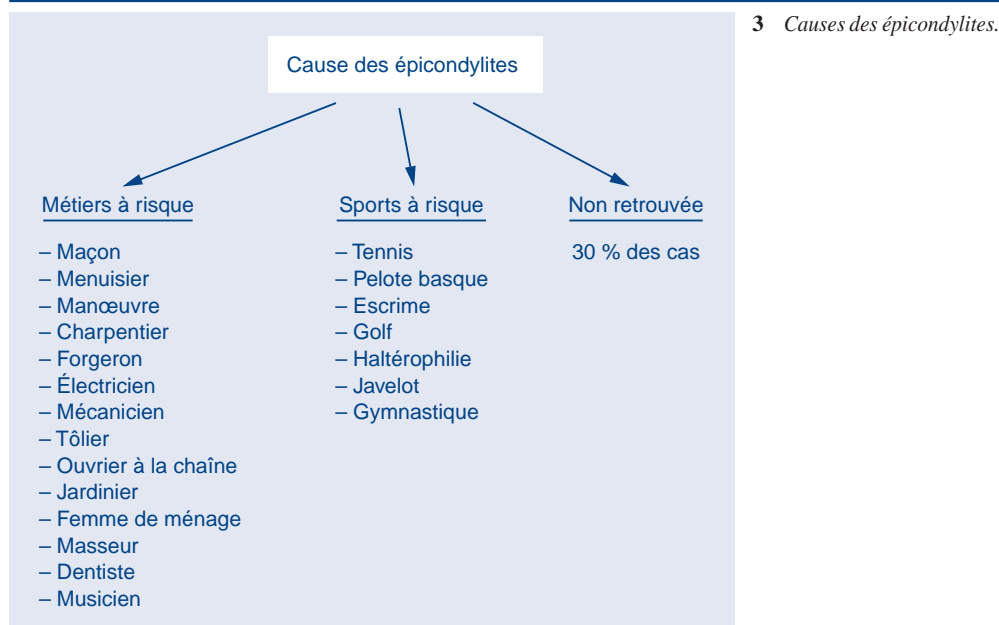 3 Causes des épicondylites.
Cause des épicondylites
Métiers à risque
– Maçon
– Menuisier
– Manœuvre
– Charpentier
– Forgeron
– Électricien
– Mécanicien
– Tôlier
– Ouvrier à la chaîne
– Jardinier
– Femme de ménage
– Masseur
– Dentiste
– Musicien
Sports à risque
– Tennis
– Pelote basque
– Escrime
– Golf
– Haltérophilie
– Javelot
– Gymnastique
Non retrouvée
30 % des cas